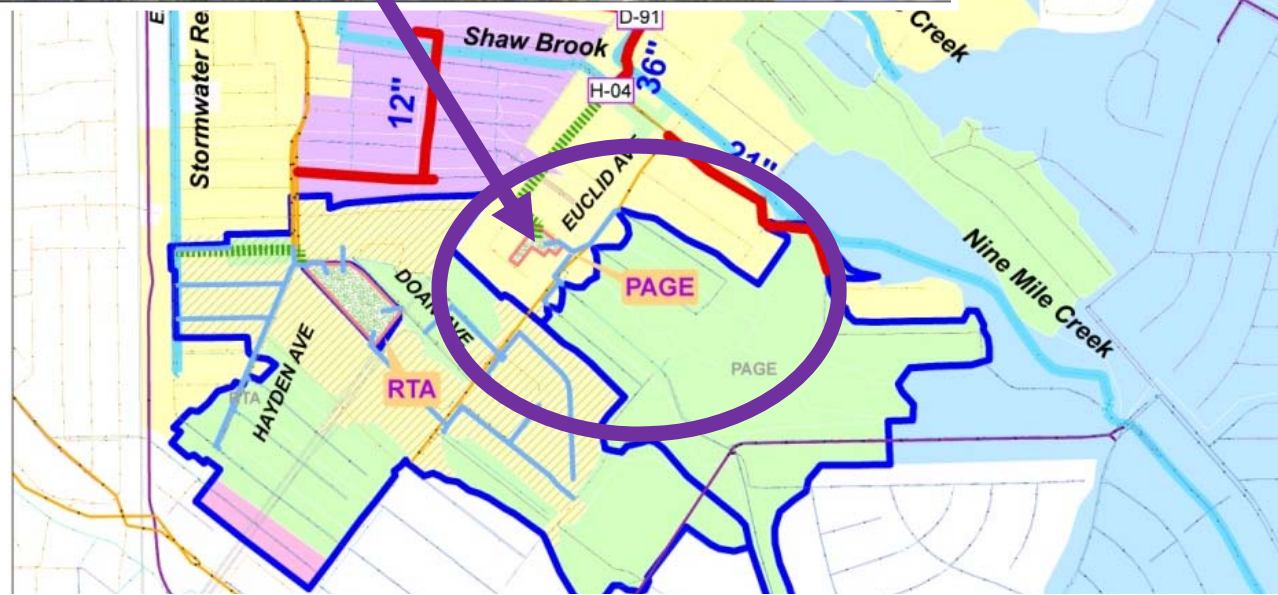 D-91
Creek
Shaw Brook
36"
Stormwater Re
12"
H-04
21"
EUCLID AVE
Nine Mile Creek
PAGE
DOAN AVE
HAYDEN AVE
PAGE
RTA
RTA